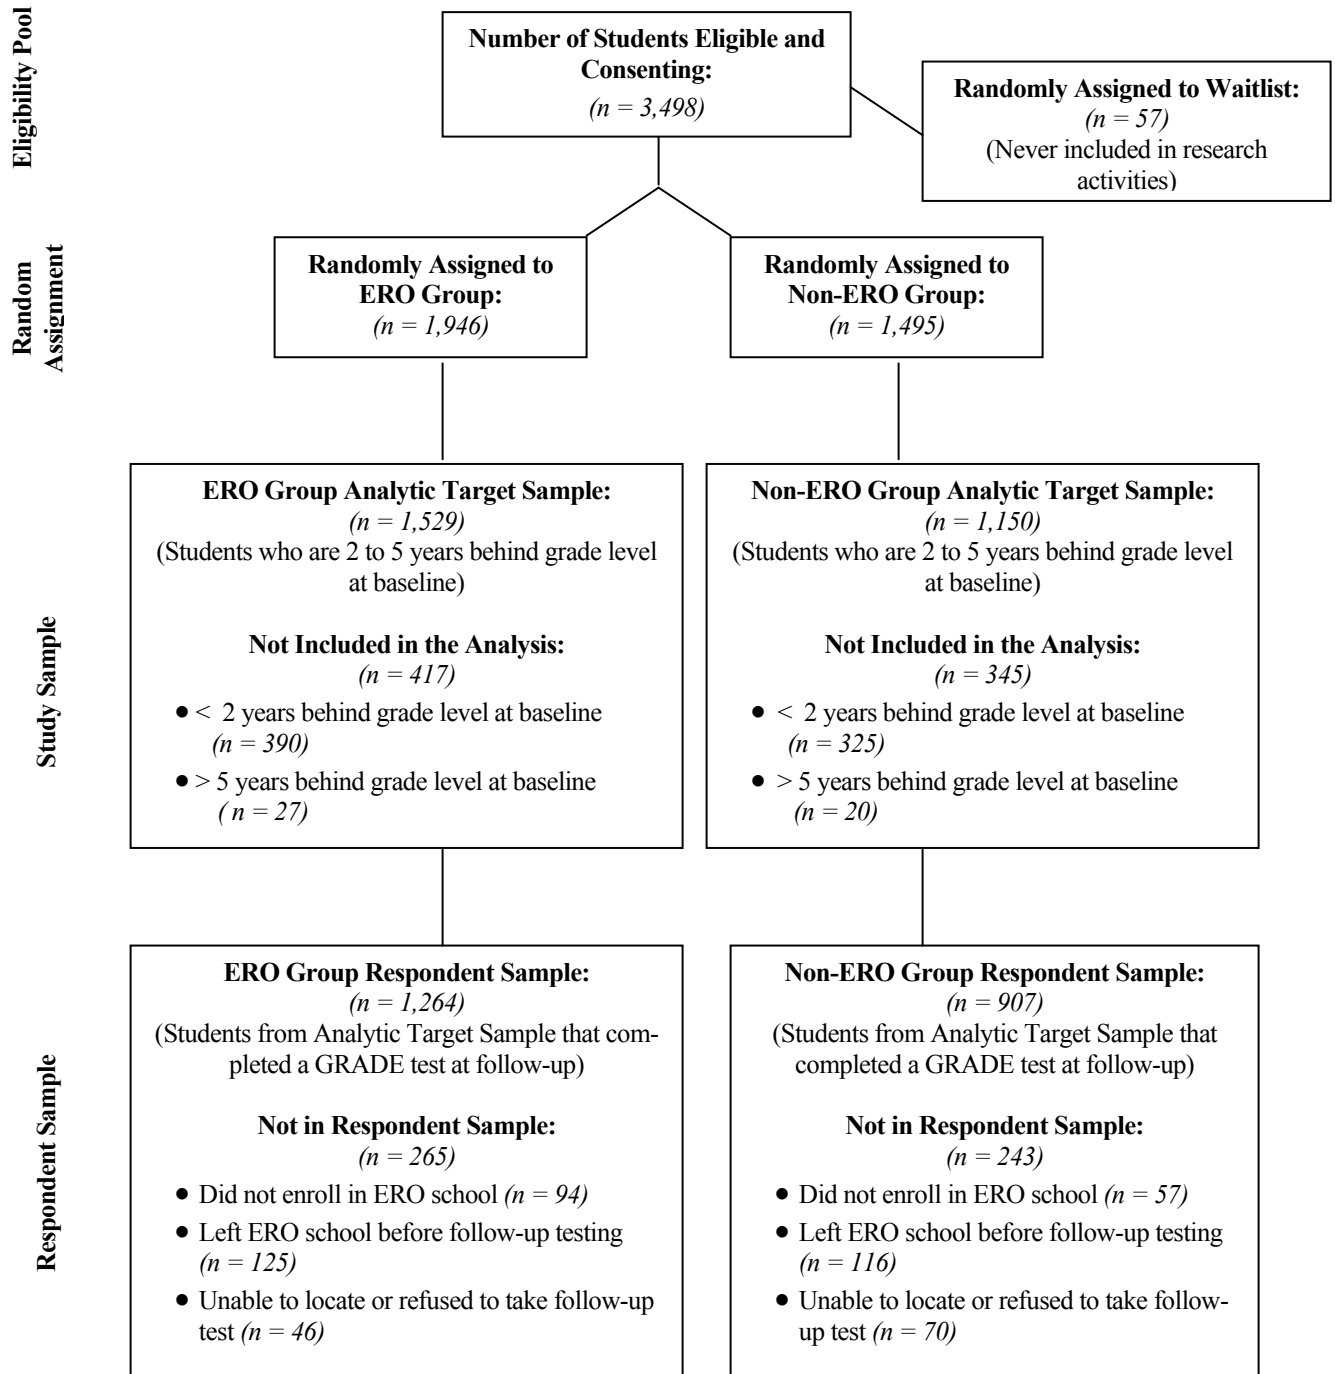 Eligibility Pool
Number of Students Eligible and
Consenting:
(n = 3,498)
Randomly Assigned to Waitlist:
(n = 57)
(Never included in research
activities)
Random
Assignment
Randomly Assigned to
ERO Group:
(n = 1,946)
Randomly Assigned to
Non-ERO Group:
(n = 1,495)
Study Sample
ERO Group Analytic Target Sample:
(n = 1,529)
(Students who are 2 to 5 years behind grade level
at baseline)
Not Included in the Analysis:
(n = 417)
● < 2 years behind grade level at baseline
(n = 390)
● > 5 years behind grade level at baseline
( n = 27)
Non-ERO Group Analytic Target Sample:
(n = 1,150)
(Students who are 2 to 5 years behind grade level
at baseline)
Not Included in the Analysis:
(n = 345)
● < 2 years behind grade level at baseline
(n = 325)
● > 5 years behind grade level at baseline
(n = 20)
Respondent Sample
ERO Group Respondent Sample:
(n = 1,264)
(Students from Analytic Target Sample that com-
pleted a GRADE test at follow-up)
Not in Respondent Sample:
(n = 265)
● Did not enroll in ERO school (n = 94)
● Left ERO school before follow-up testing
(n = 125)
● Unable to locate or refused to take follow-up
test (n = 46)
Non-ERO Group Respondent Sample:
(n = 907)
(Students from Analytic Target Sample that
completed a GRADE test at follow-up)
Not in Respondent Sample:
(n = 243)
● Did not enroll in ERO school (n = 57)
● Left ERO school before follow-up testing
(n = 116)
● Unable to locate or refused to take follow-
up test (n = 70)